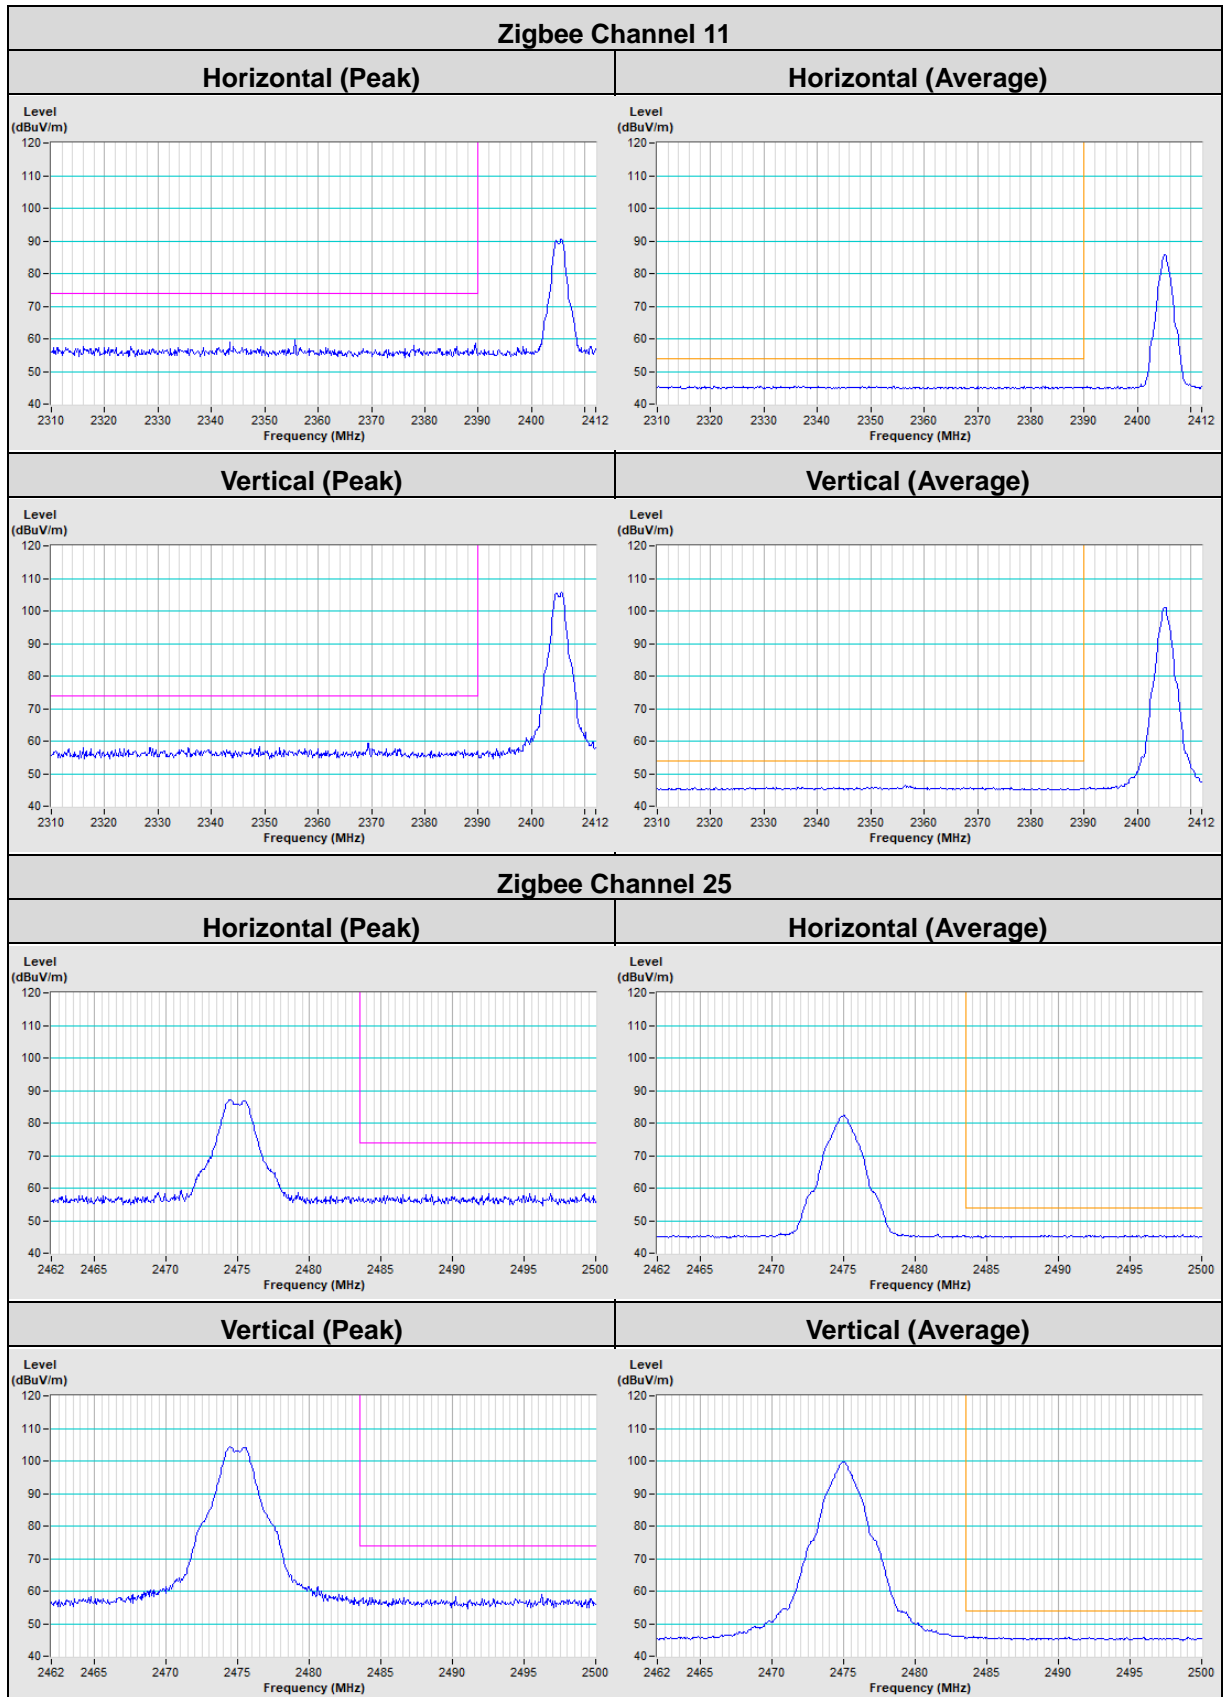 Zigbee Channel 11
Horizontal (Peak)
Horizontal (Average)
Level
(dBuV/m)
120
110
100
90
80
70
60
50
40
2310 2320 2330 2340 2350 2360 2370 2380 2390 2400 2412
Frequency (MHz)
Level
(dBuV/m)
120
110
100
90
80
70
60
50
40
2310 2320 2330 2340 2350 2360 2370 2380 2390 2400 2412
Frequency (MHz)
Vertical (Peak)
Vertical (Average)
Level
(dBuV/m)
120
110
100
90
80
70
60
50
40
2310 2320 2330 2340 2350 2360 2370 2380 2390 2400 2412
Frequency (MHz)
Level
(dBuV/m)
120
110
100
90
80
70
60
50
40
2310 2320 2330 2340 2350 2360 2370 2380 2390 2400 2412
Frequency (MHz)
Zigbee Channel 25
Horizontal (Peak)
Horizontal (Average)
Level
(dBuV/m)
120
110
100
90
80
70
60
50
40
2462 2465 2470 2475 2480 2485 2490 2495 2500
Frequency (MHz)
Level
(dBuV/m)
120
110
100
90
80
70
60
50
40
2462 2465 2470 2475 2480 2485 2490 2495 2500
Frequency (MHz)
Vertical (Peak)
Vertical (Average)
Level
(dBuV/m)
120
110
100
90
80
70
60
50
40
2462 2465 2470 2475 2480 2485 2490 2495 2500
Frequency (MHz)
Level
(dBuV/m)
120
110
100
90
80
70
60
50
40
2462 2465 2470 2475 2480 2485 2490 2495 2500
Frequency (MHz)